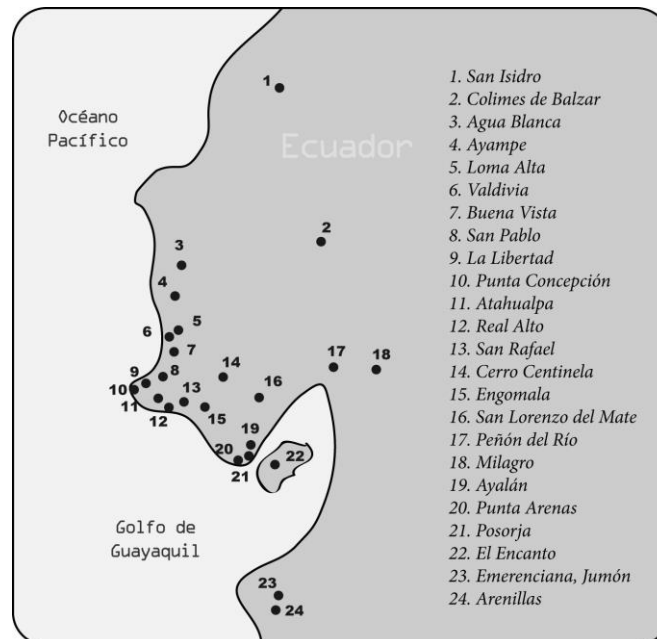 Océano
Pacífico
Ecuador
Golfo de
Guayaquil
1
2
3
4
5
6
7
8
9
10
11
12
13
14
15
16
17
18
19
20
21
22
23
24
1. San Isidro
2. Colimes de Balzar
3. Agua Blanca
4. Ayampe
5. Loma Alta
6. Valdivia
7. Buena Vista
8. San Pablo
9. La Libertad
10. Punta Concepción
11. Atahualpa
12. Real Alto
13. San Rafael
14. Cerro Centinela
15. Engomala
16. San Lorenzo del Mate
17. Peñón del Río
18. Milagro
19. Ayalán
20. Punta Arenas
21. Posorja
22. El Encanto
23. Emerenciana, Jumón
24. Arenillas